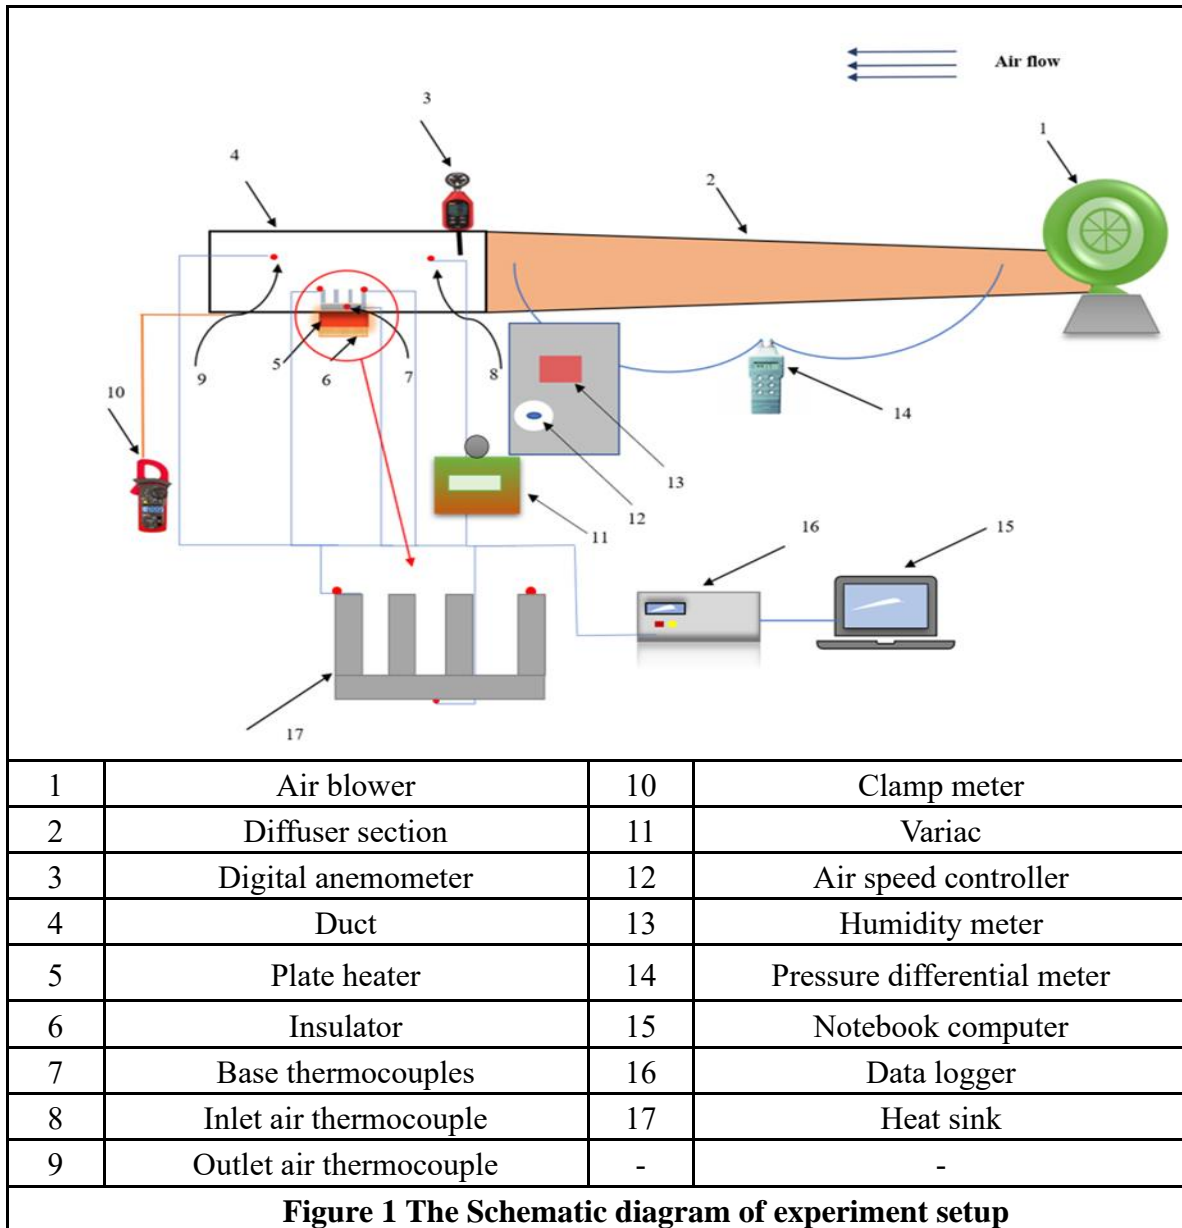 Air flow
3
1
4
2
9
5
6
7
8
10
14
13
12
11
16
15
17
1 Air blower 10 Clamp meter
2 Diffuser section 11 Variac
3 Digital anemometer 12 Air speed controller
4 Duct 13 Humidity meter
5 Plate heater 14 Pressure differential meter
6 Insulator 15 Notebook computer
7 Base thermocouples 16 Data logger
8 Inlet air thermocouple 17 Heat sink
9 Outlet air thermocouple - -
Figure 1 The Schematic diagram of experiment setup